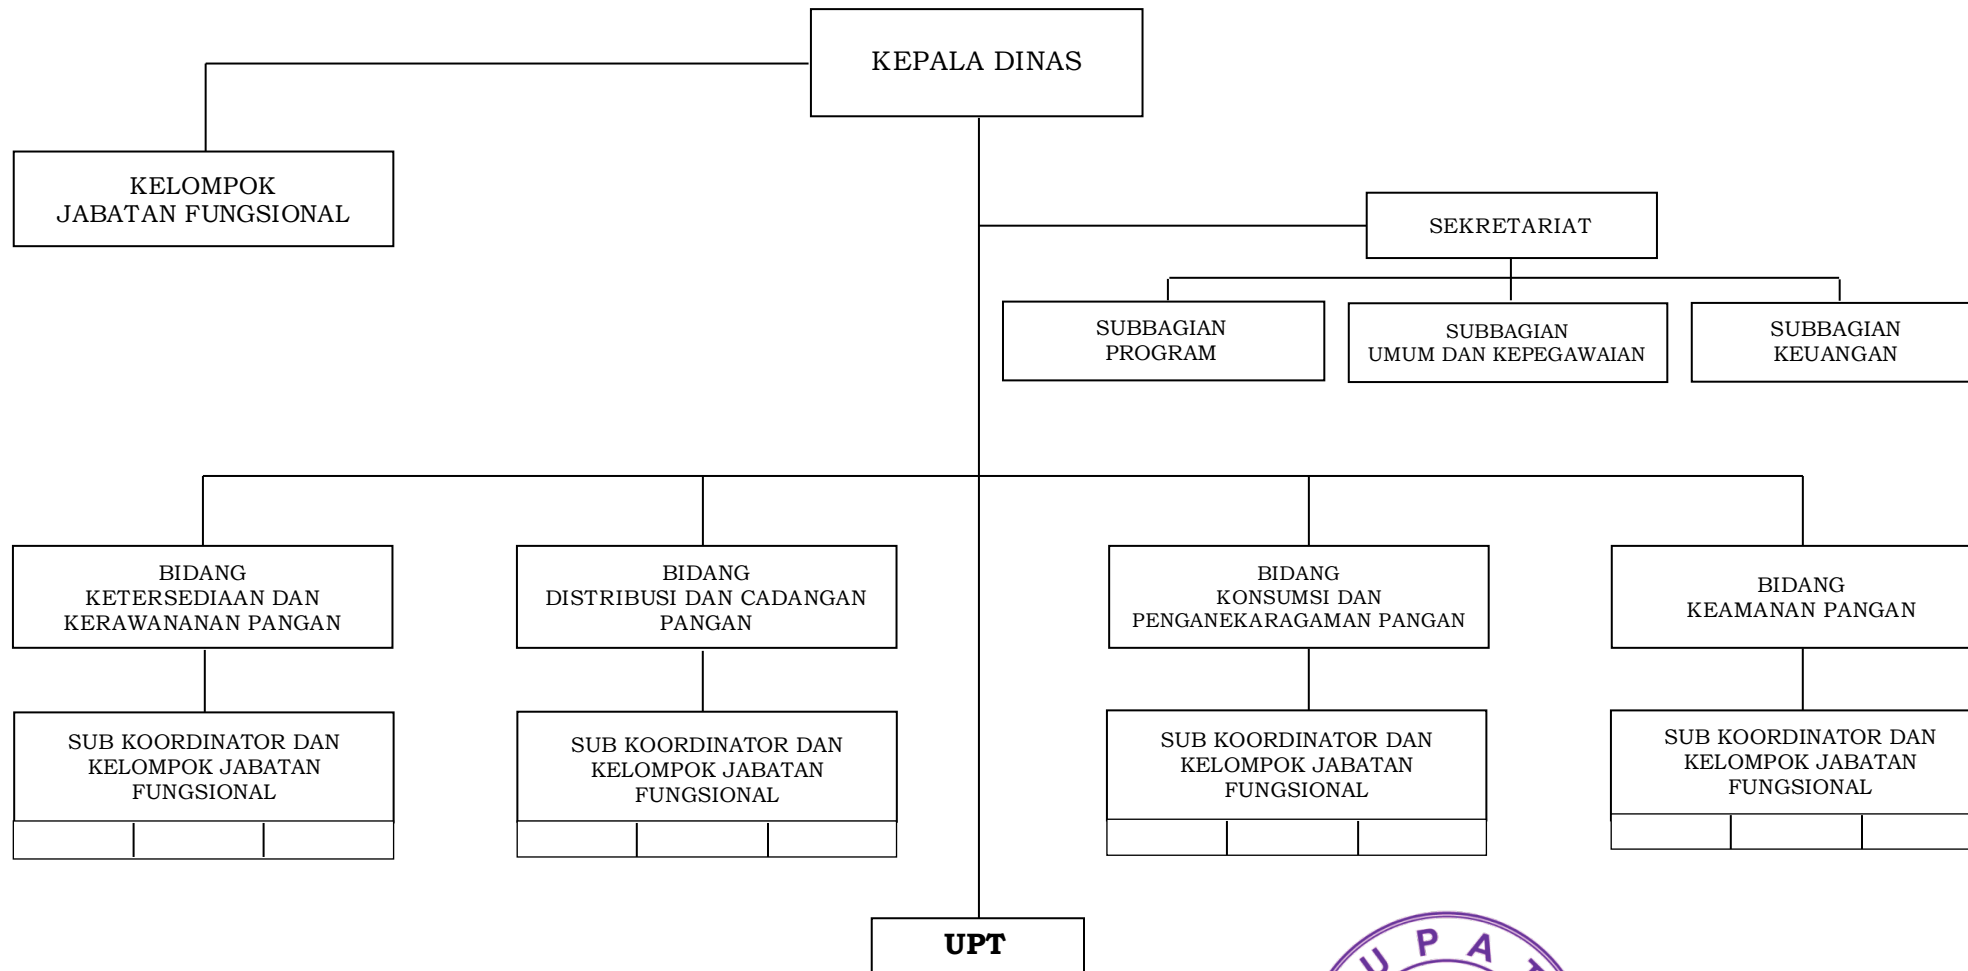 KEPALA DINAS
KELOMPOK
JABATAN FUNGSIONAL
SEKRETARIAT
SUBBAGIAN
PROGRAM
SUBBAGIAN
UMUM DAN KEPEGAWAIAN
SUBBAGIAN
KEUANGAN
BIDANG
KETERSEDIAAN DAN
KERAWANANAN PANGAN
BIDANG
DISTRIBUSI DAN CADANGAN
PANGAN
BIDANG
KONSUMSI DAN
PENGANEKARAGAMAN PANGAN
BIDANG
KEAMANAN PANGAN
SUB KOORDINATOR DAN
KELOMPOK JABATAN
FUNGSIONAL
SUB KOORDINATOR DAN
KELOMPOK JABATAN
FUNGSIONAL
SUB KOORDINATOR DAN
KELOMPOK JABATAN
FUNGSIONAL
SUB KOORDINATOR DAN
KELOMPOK JABATAN
FUNGSIONAL
UPT